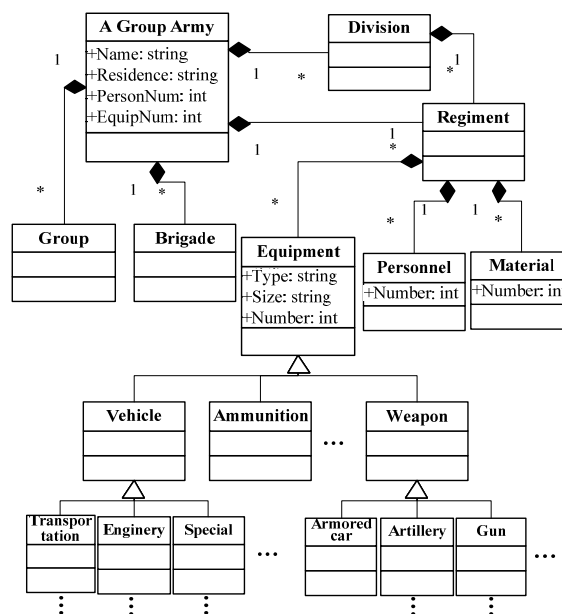 A Group Army
+Name: string
+Residence: string
+PersonNum: int
+EquipNum: int
Division
1
1
*
1
*
Regiment
1
1
*
*
1
*
*
1
*
1
*
Group
Brigade
Equipment
+Type: string
+Size: string
+Number: int
Personnel
+Number: int
Material
+Number: int
Vehicle
Ammunition
...
Weapon
...
Transpor
tation
Enginery
Special
...
Armored
car
Artillery
Gun
...